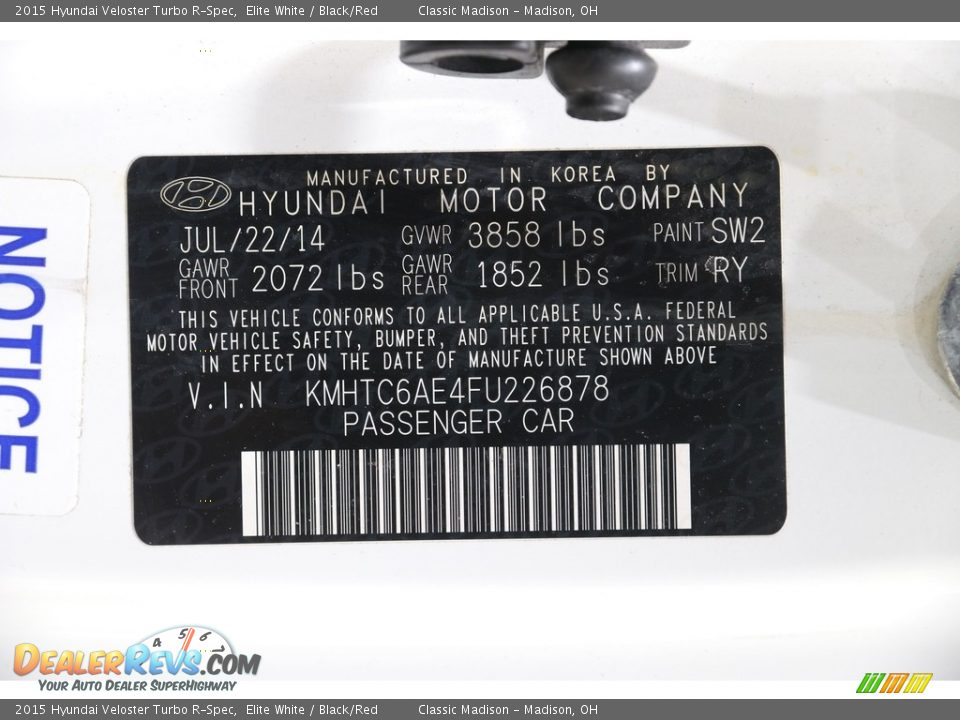 2015 Hyundai Veloster Turbo R-Spec, Elite White / Black/Red Classic Madison - Madison, OH
MANUFACTURED IN KOREA BY
HYUNDAI MOTOR COMPANY
JUL/22/14 GVWR 3858 lbs PAINT SW2
GAWR FRONT 2072 lbs GAWR REAR 1852 lbs TRIM RY
THIS VEHICLE CONFORMS TO ALL APPLICABLE U.S.A. FEDERAL
MOTOR VEHICLE SAFETY, BUMPER, AND THEFT PREVENTION STANDARDS
IN EFFECT ON THE DATE OF MANUFACTURE SHOWN ABOVE
V.I.N KMHTC6AE4FU226878
PASSENGER CAR
NOTICE
4 5 6
DEALERREVS.COM
YOUR AUTO DEALER SUPERHIGHWAY
2015 Hyundai Veloster Turbo R-Spec, Elite White / Black/Red Classic Madison - Madison, OH